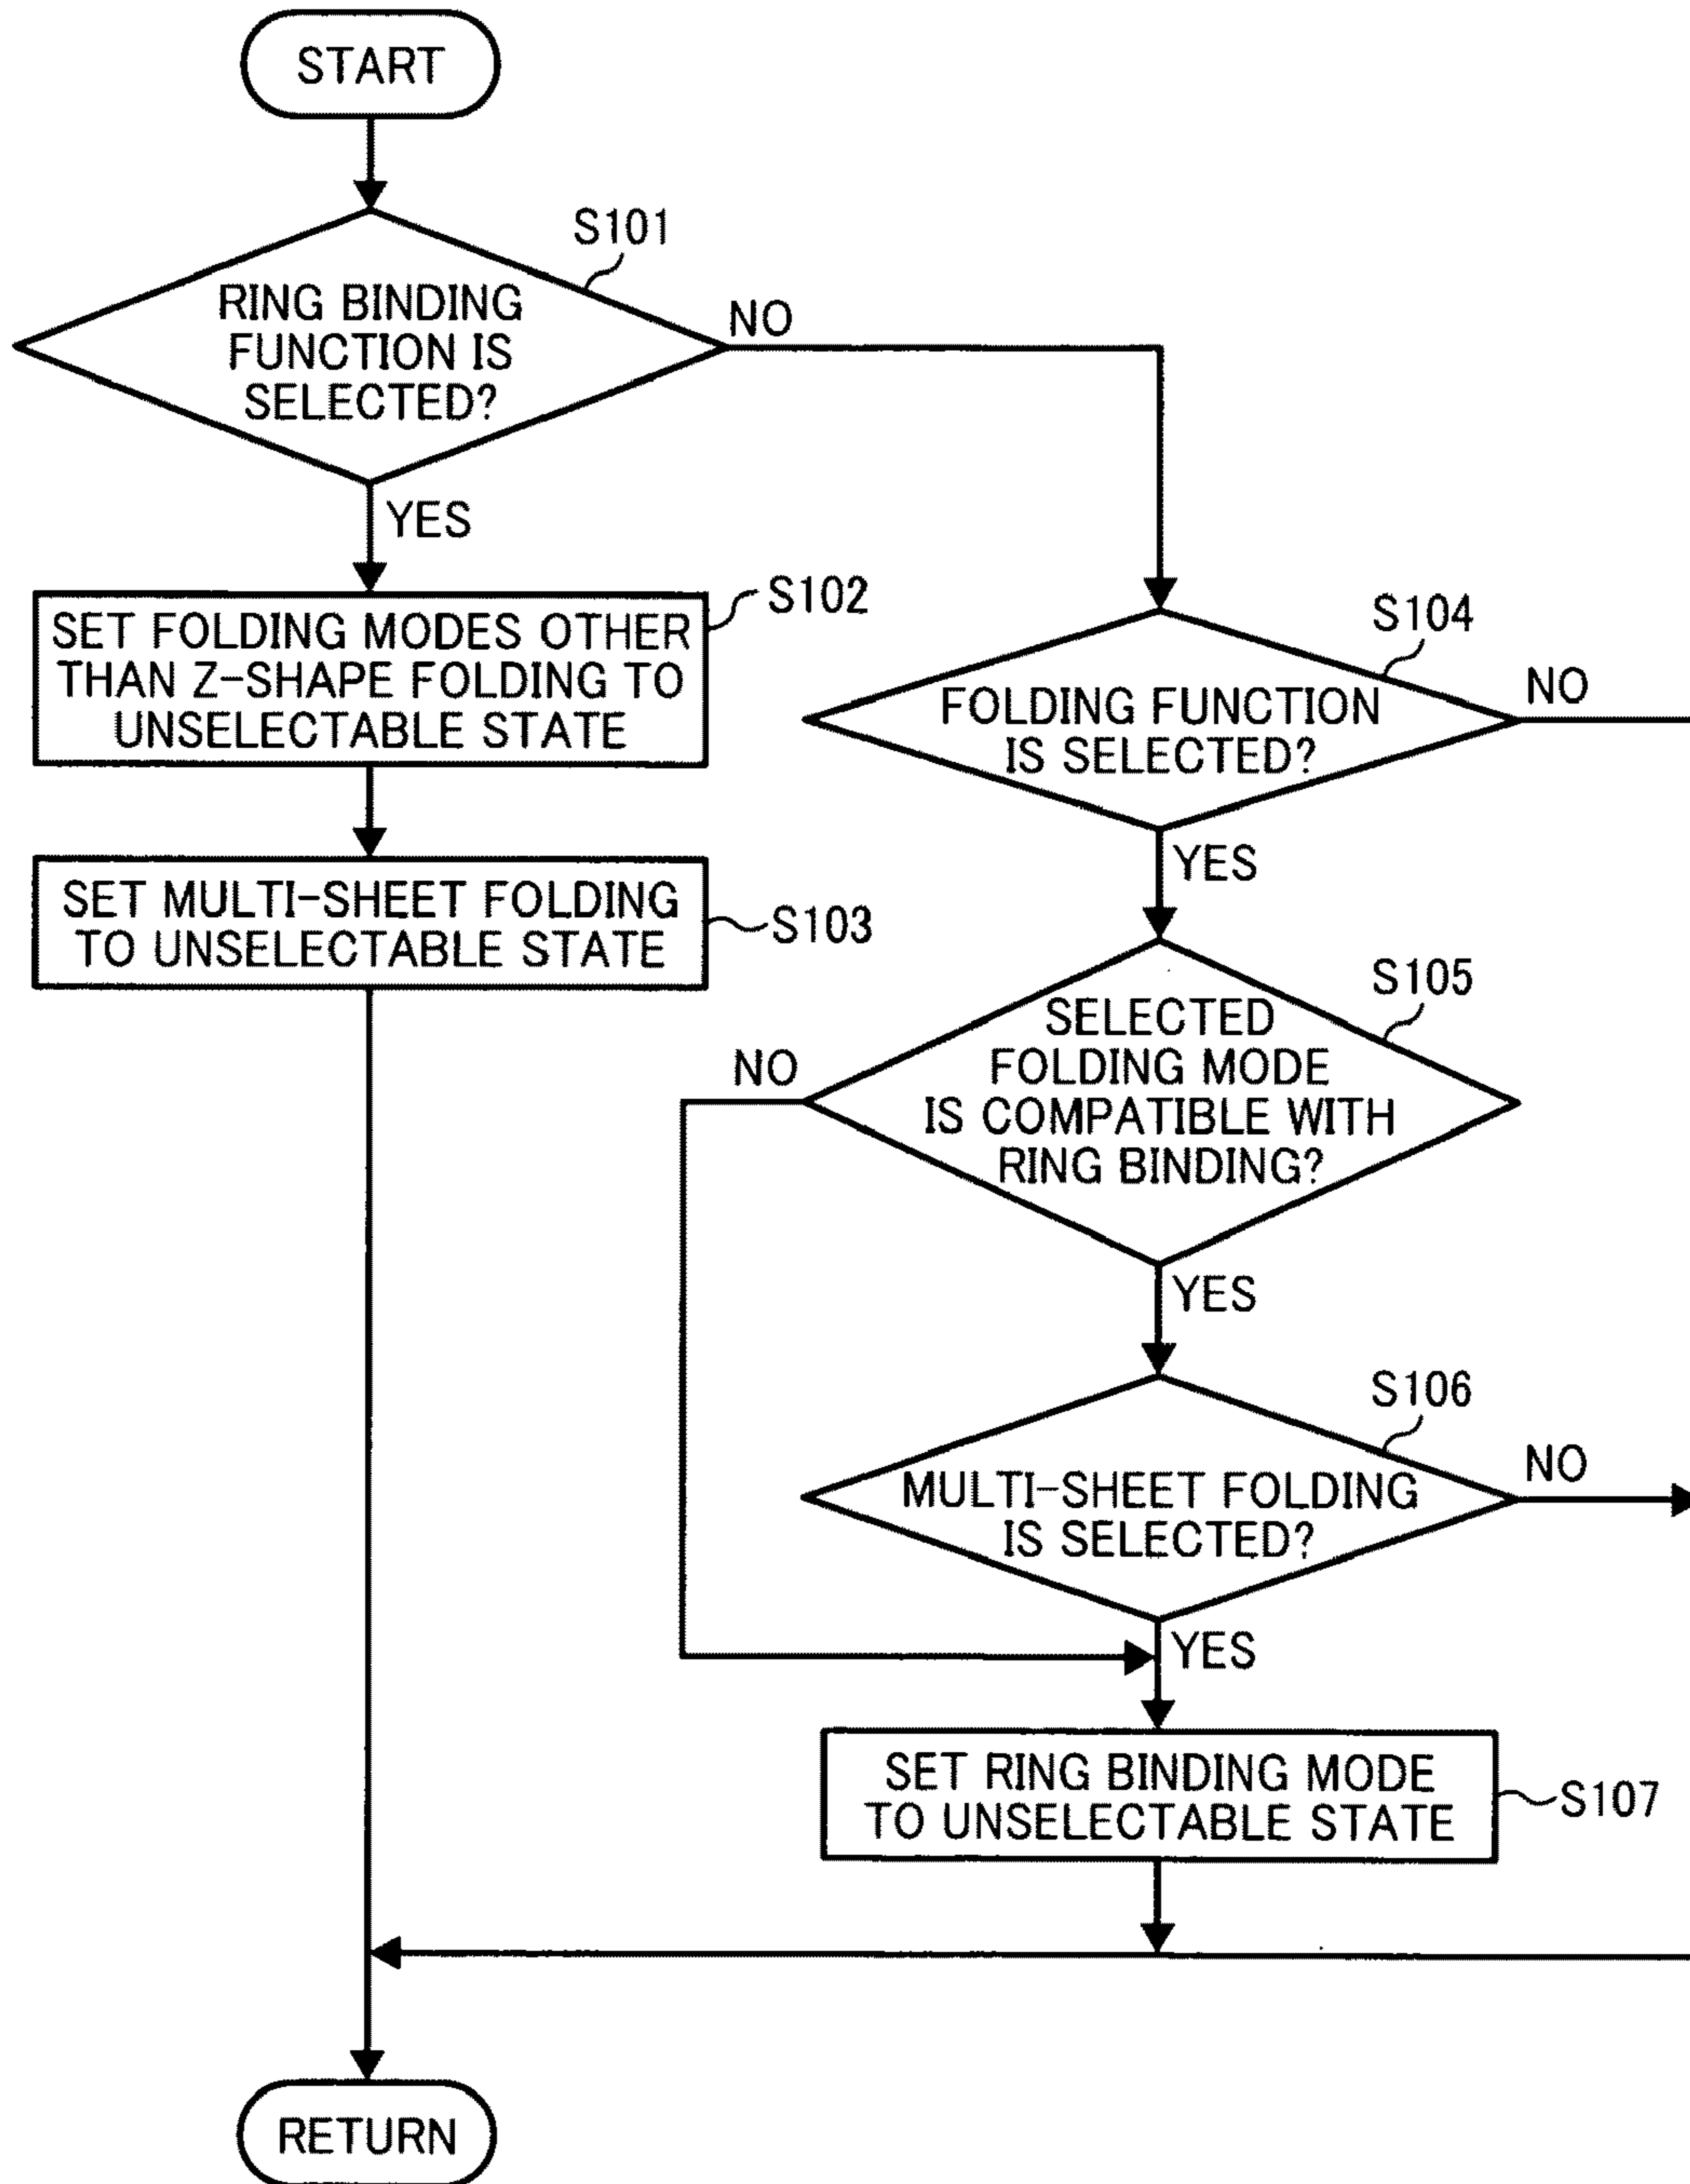 START
S101
RING BINDING
FUNCTION IS
SELECTED?
NO
YES
S102
SET FOLDING MODES OTHER
THAN Z-SHAPE FOLDING TO
UNSELECTABLE STATE
SET MULTI-SHEET FOLDING
TO UNSELECTABLE STATE
S103
S104
FOLDING FUNCTION
IS SELECTED?
NO
YES
S105
SELECTED
FOLDING MODE
IS COMPATIBLE WITH
RING BINDING?
NO
YES
S106
MULTI-SHEET FOLDING
IS SELECTED?
NO
YES
SET RING BINDING MODE
TO UNSELECTABLE STATE
S107
RETURN